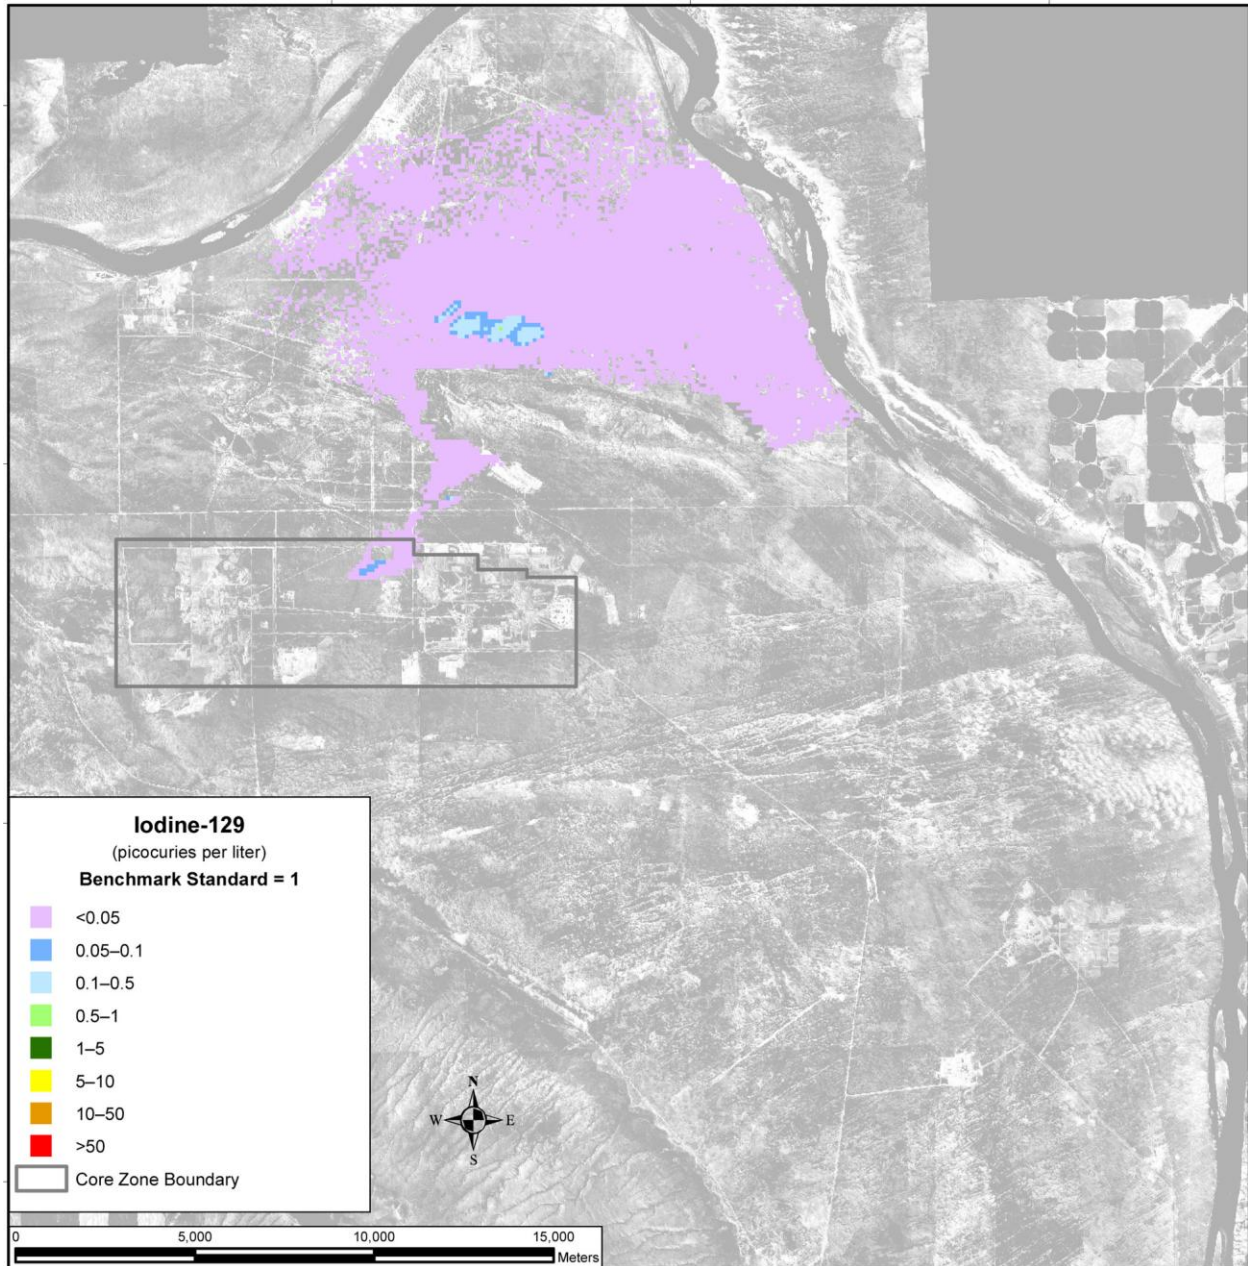 Iodine-129
(picocuries per liter)
Benchmark Standard = 1
<0.05
0.05–0.1
0.1–0.5
0.5–1
1–5
5–10
10–50
>50
Core Zone Boundary
N
W E
S
0 5,000 10,000 15,000
Meters